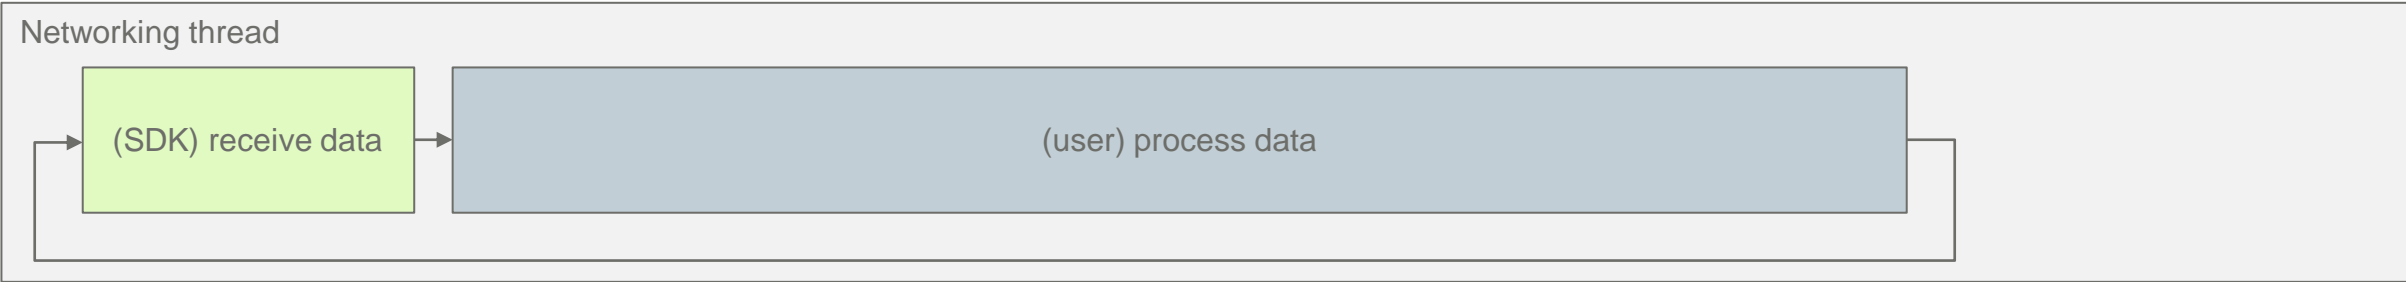 Networking thread
(SDK) receive data
(user) process data